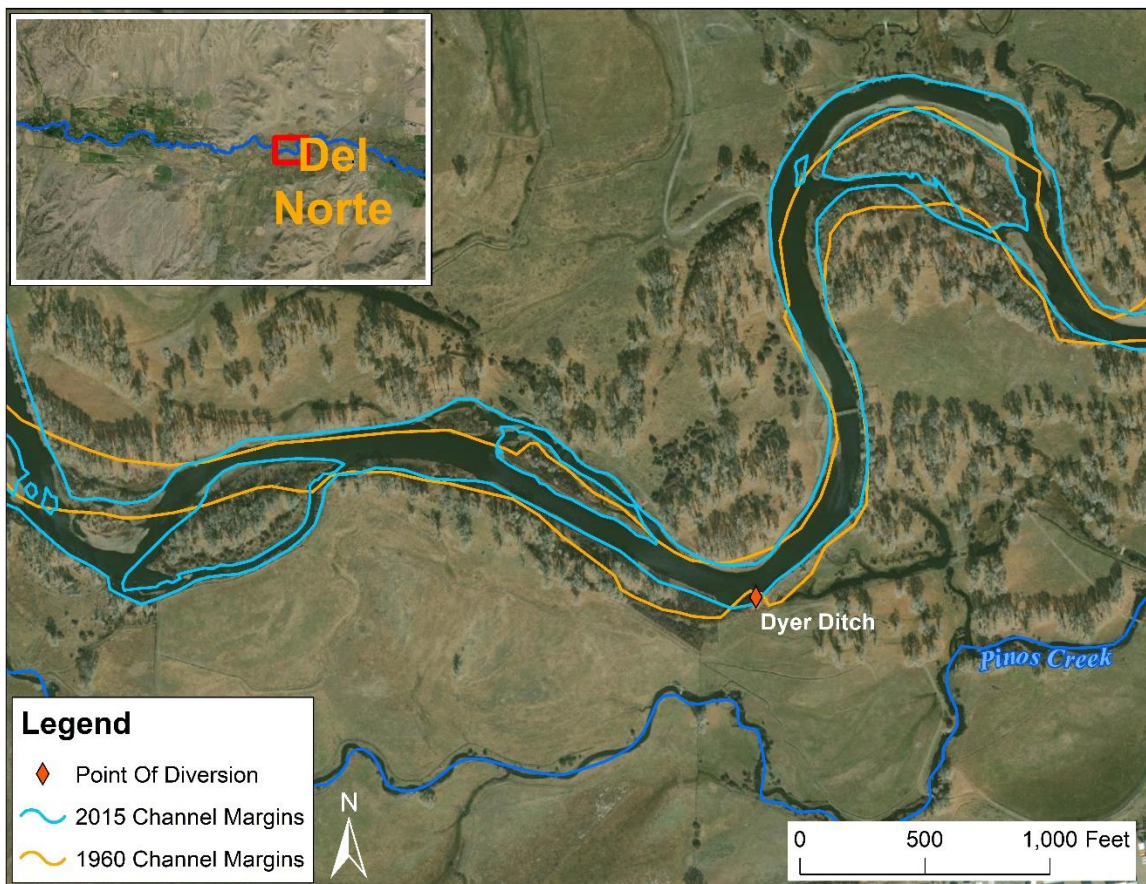 Del
Norte
Dyer Ditch
Pinos Creek
Legend
Point Of Diversion
2015 Channel Margins
1960 Channel Margins
N
0 500 1,000 Feet